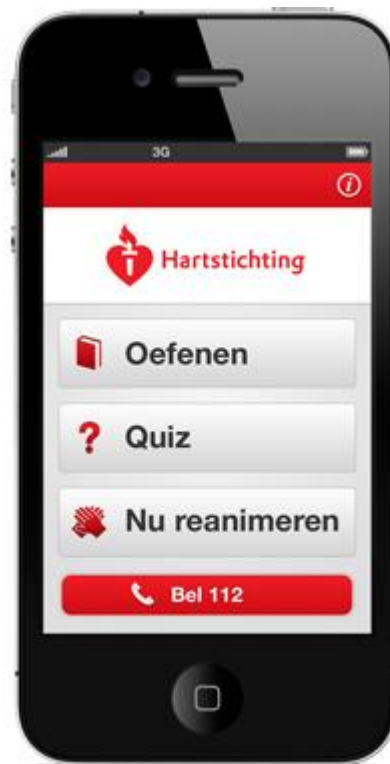 3G
i
Hartstichting
Oefenen
? Quiz
Nu reanimeren
Bel 112